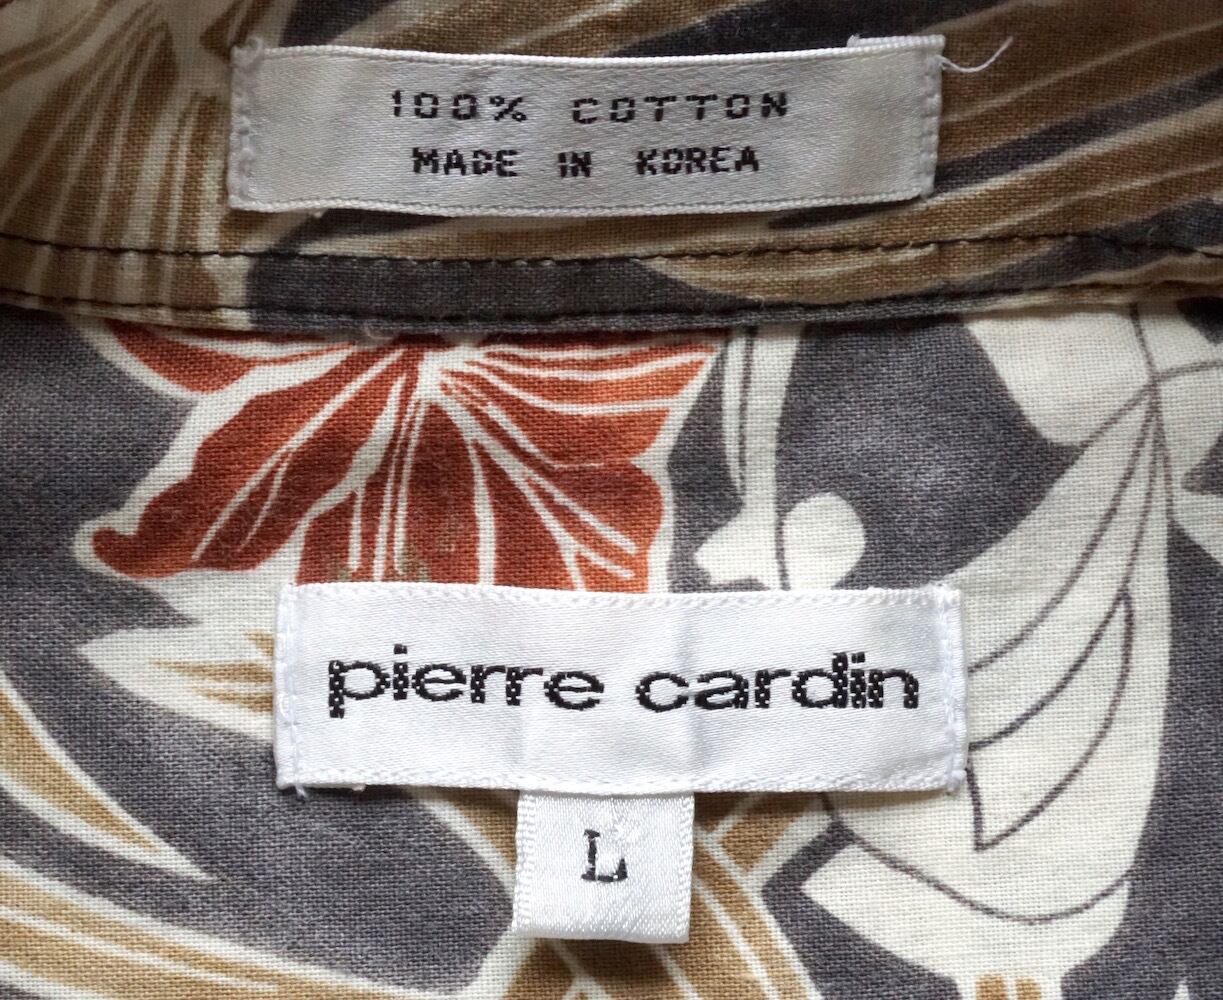 100% COTTON
MADE IN KOREA
pierre cardin
L